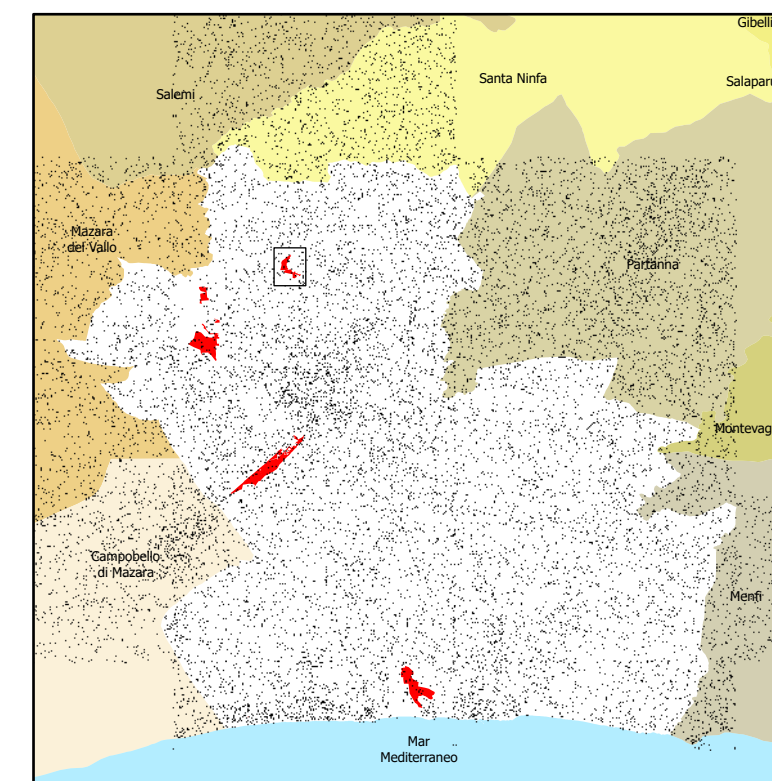 Gibelli
Santa Ninfa
Salaparu
Salemi
Mazara
del Vallo
Partanna
Montevag
Campobello
di Mazara
Menfi
Mar
Mediterraneo